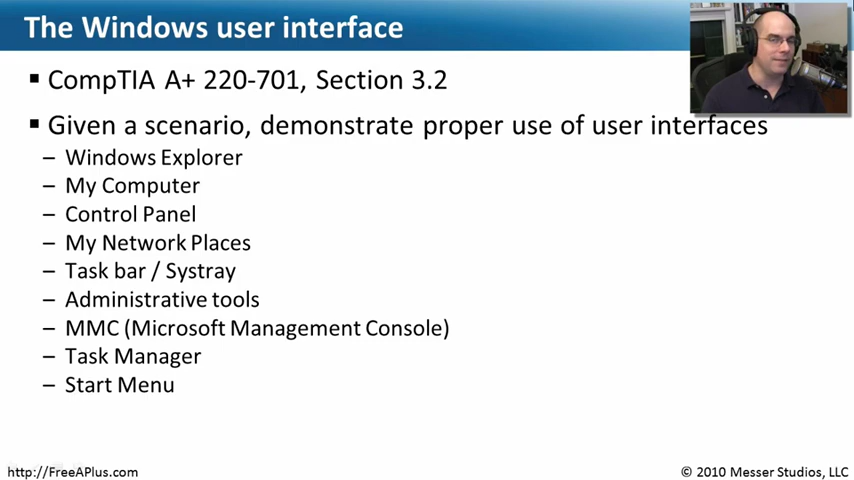 The Windows user interface
▪ CompTIA A+ 220-701, Section 3.2
▪ Given a scenario, demonstrate proper use of user interfaces
– Windows Explorer
– My Computer
– Control Panel
– My Network Places
– Task bar / Systray
– Administrative tools
– MMC (Microsoft Management Console)
– Task Manager
– Start Menu
http://FreeAPlus.com
© 2010 Messer Studios, LLC